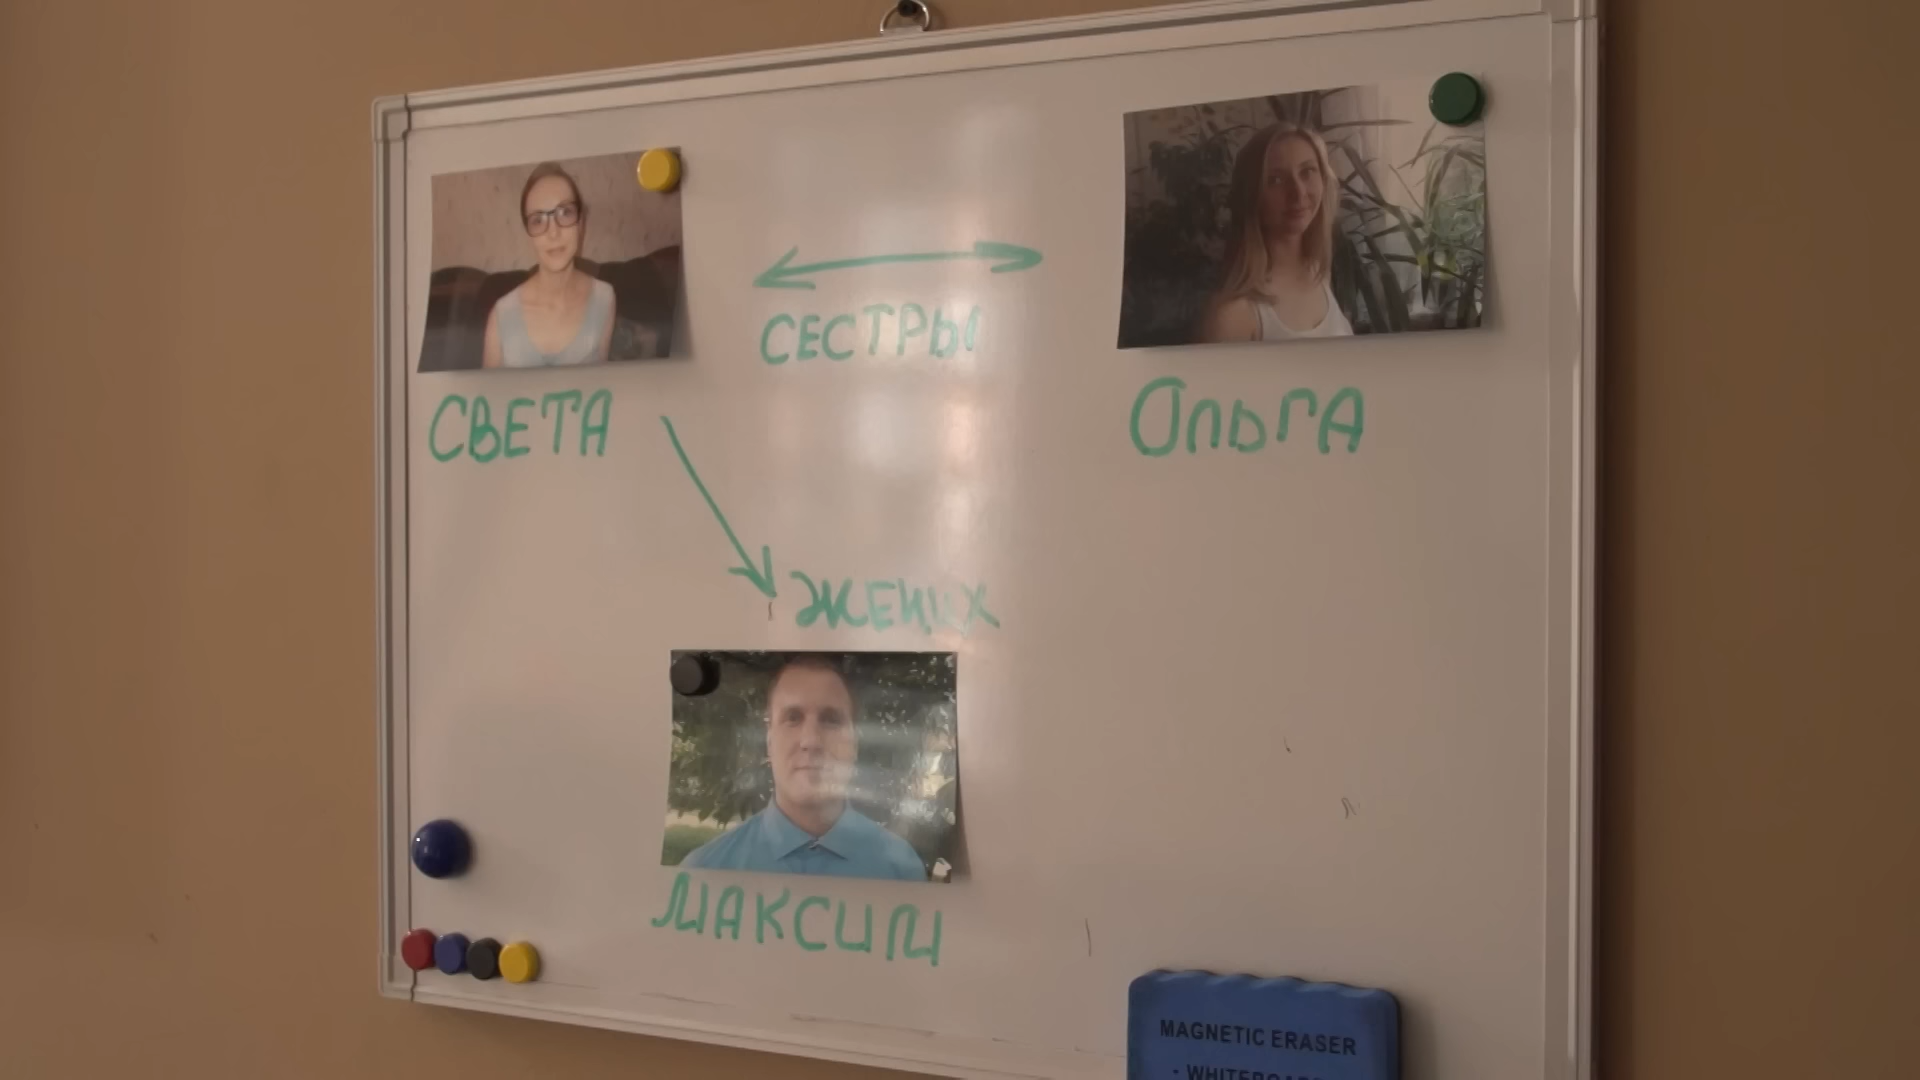 СЕСТРЫ
СВЕТА
ОЛЬГА
ЖЕНИХ
МАКСИМ
MAGNETIC ERASER